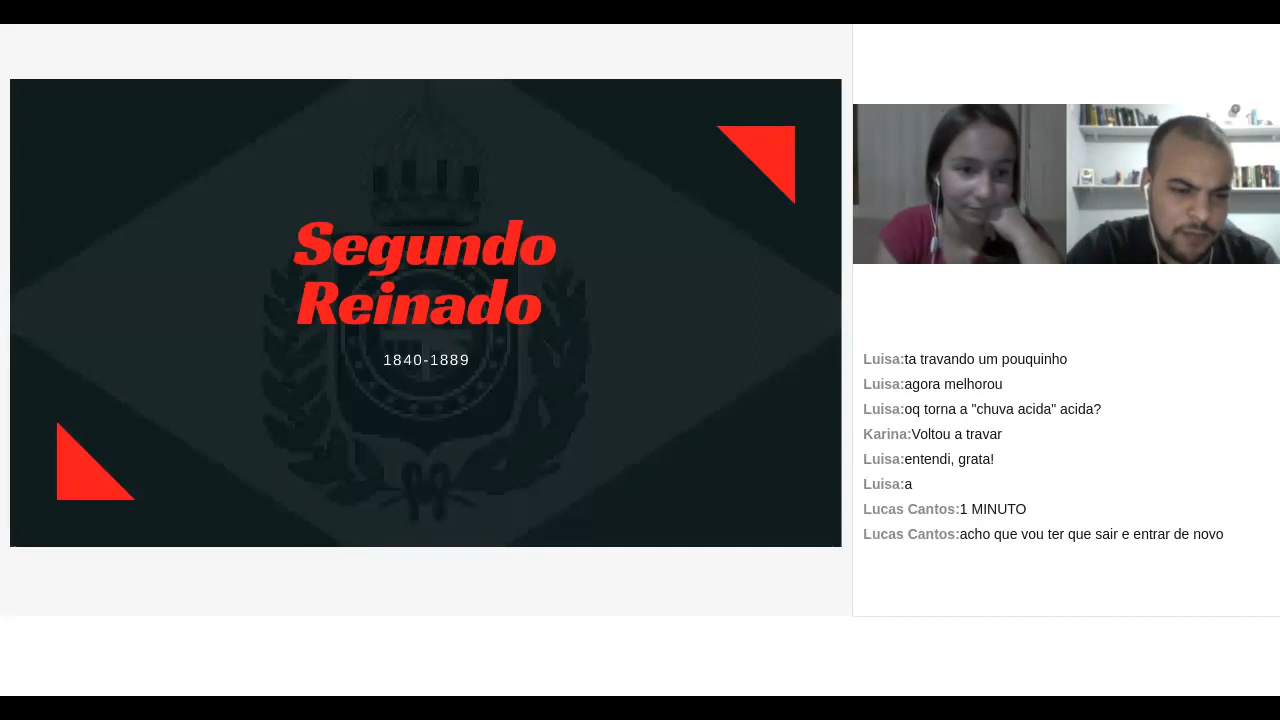 Segundo
Reinado
1840-1889
Luisa:ta travando um pouquinho
Luisa:agora melhorou
Luisa:oq torna a "chuva acida" acida?
Karina:Voltou a travar
Luisa:entendi, grata!
Luisa:a
Lucas Cantos:1 MINUTO
Lucas Cantos:acho que vou ter que sair e entrar de novo